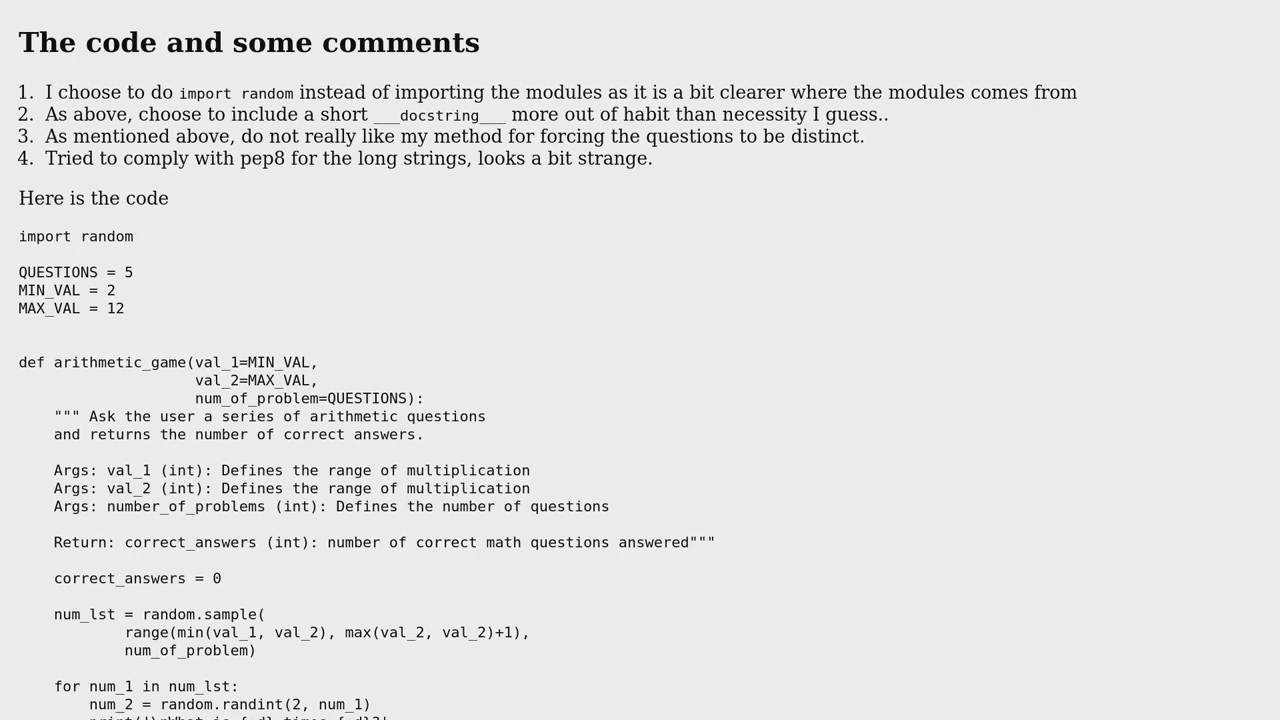 The code and some comments
1. I choose to do import random instead of importing the modules as it is a bit clearer where the modules comes from
2. As above, choose to include a short ___docstring___ more out of habit than necessity I guess..
3. As mentioned above, do not really like my method for forcing the questions to be distinct.
4. Tried to comply with pep8 for the long strings, looks a bit strange.
Here is the code
import random
QUESTIONS = 5
MIN_VAL = 2
MAX_VAL = 12
def arithmetic_game(val_1=MIN_VAL,
                    val_2=MAX_VAL,
                    num_of_problem=QUESTIONS):
    """ Ask the user a series of arithmetic questions
    and returns the number of correct answers.
    Args: val_1 (int): Defines the range of multiplication
    Args: val_2 (int): Defines the range of multiplication
    Args: number_of_problems (int): Defines the number of questions
    Return: correct_answers (int): number of correct math questions answered"""
    correct_answers = 0
    num_lst = random.sample(
            range(min(val_1, val_2), max(val_2, val_2)+1),
            num_of_problem)
    for num_1 in num_lst:
        num_2 = random.randint(2, num_1)